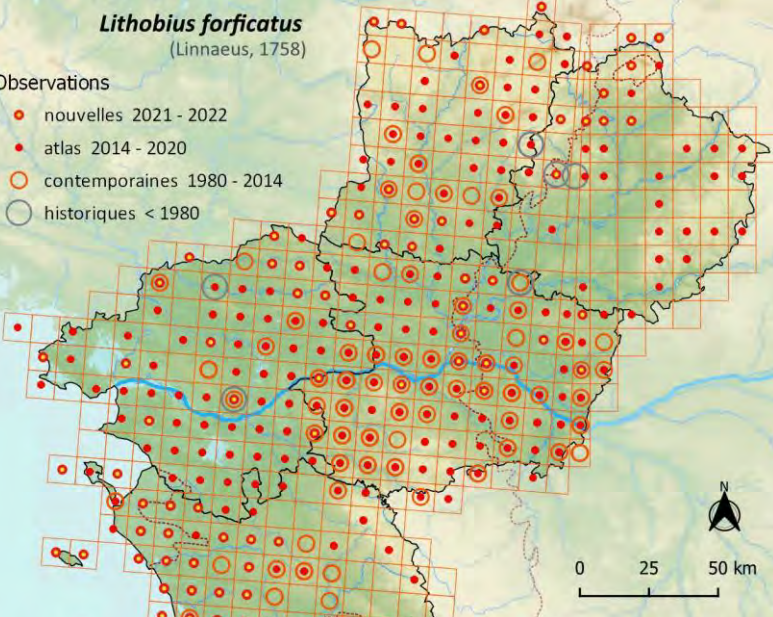 Lithobius forficatus
(Linnaeus, 1758)
Observations
nouvelles 2021 - 2022
atlas 2014 - 2020
contemporaines 1980 - 2014
historiques < 1980
N
0 25 50 km